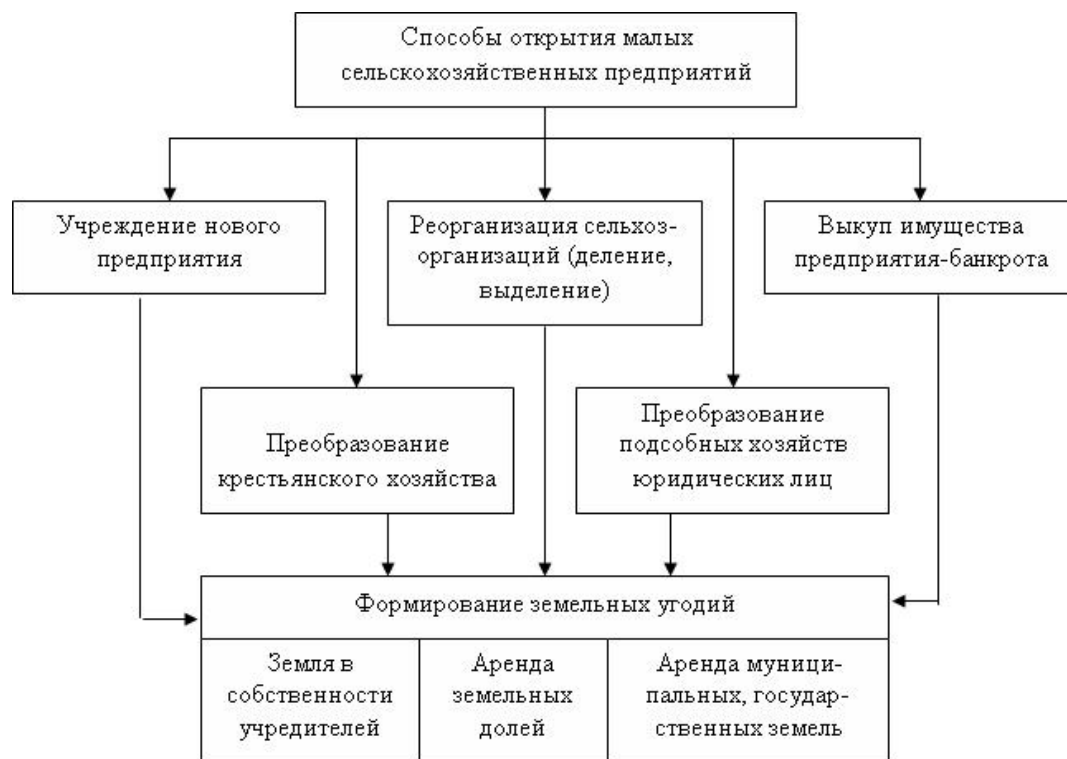 Способы открытия малых
сельскохозяйственных предприятий
Учреждение нового
предприятия
Реорганизация сельхоз-
организаций (деление,
выделение)
Выкуп имущества
предприятия-банкрота
Преобразование
крестьянского хозяйства
Преобразование
подсобных хозяйств
юридических лиц
Формирование земельных угодий
Земля в
собственности
учредителей
Аренда
земельных
долей
Аренда муници-
пальных, государ-
ственных земель